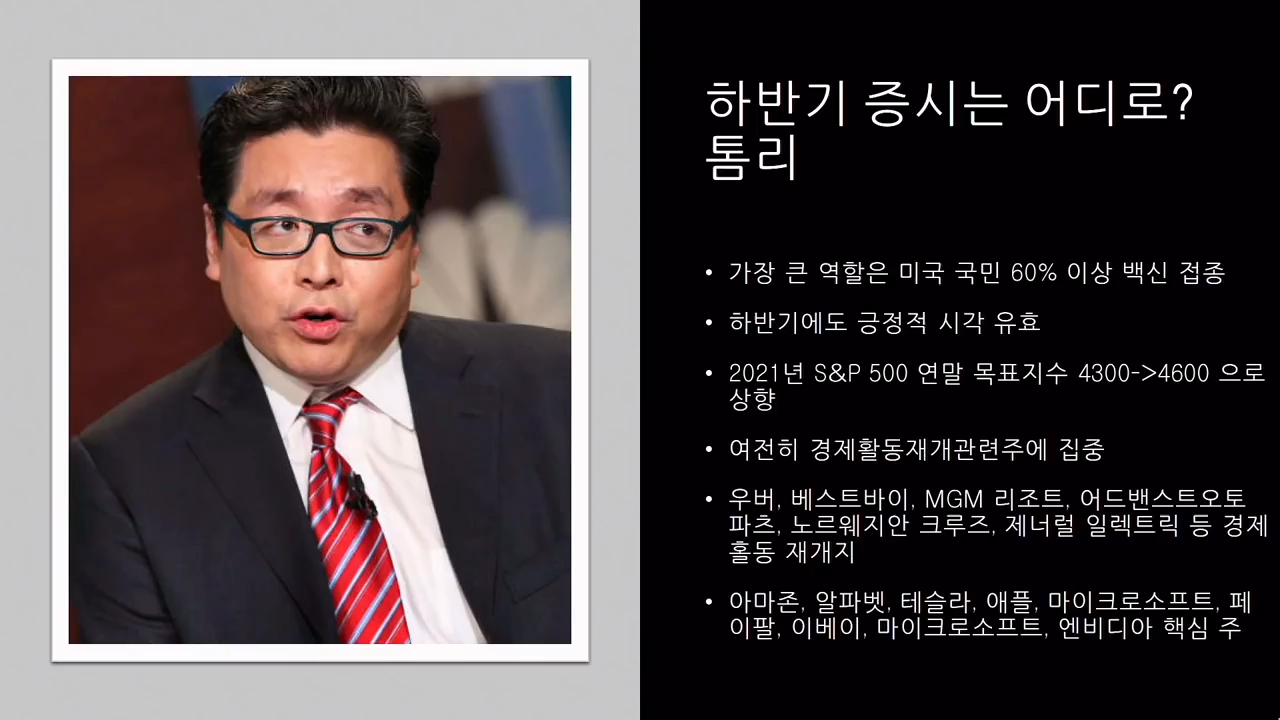 하반기 증시는 어디로?
톰리
• 가장 큰 역할은 미국 국민 60% 이상 백신 접종
• 하반기에도 긍정적 시각 유효
• 2021년 S&P 500 연말 목표지수 4300->4600 으로
상향
• 여전히 경제활동재개관련주에 집중
• 우버, 베스트바이, MGM 리조트, 어드밴스트오토
파츠, 노르웨지안 크루즈, 제너럴 일렉트릭 등 경제
홀동 재개지
• 아마존, 알파벳, 테슬라, 애플, 마이크로소프트, 페
이팔, 이베이, 마이크로소프트, 엔비디아 핵심 주